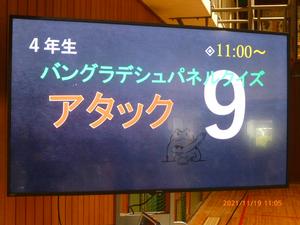 4年生
※11:00～
バングラデシュパネルクイズ
アタック 9
2021/11/19 11:05